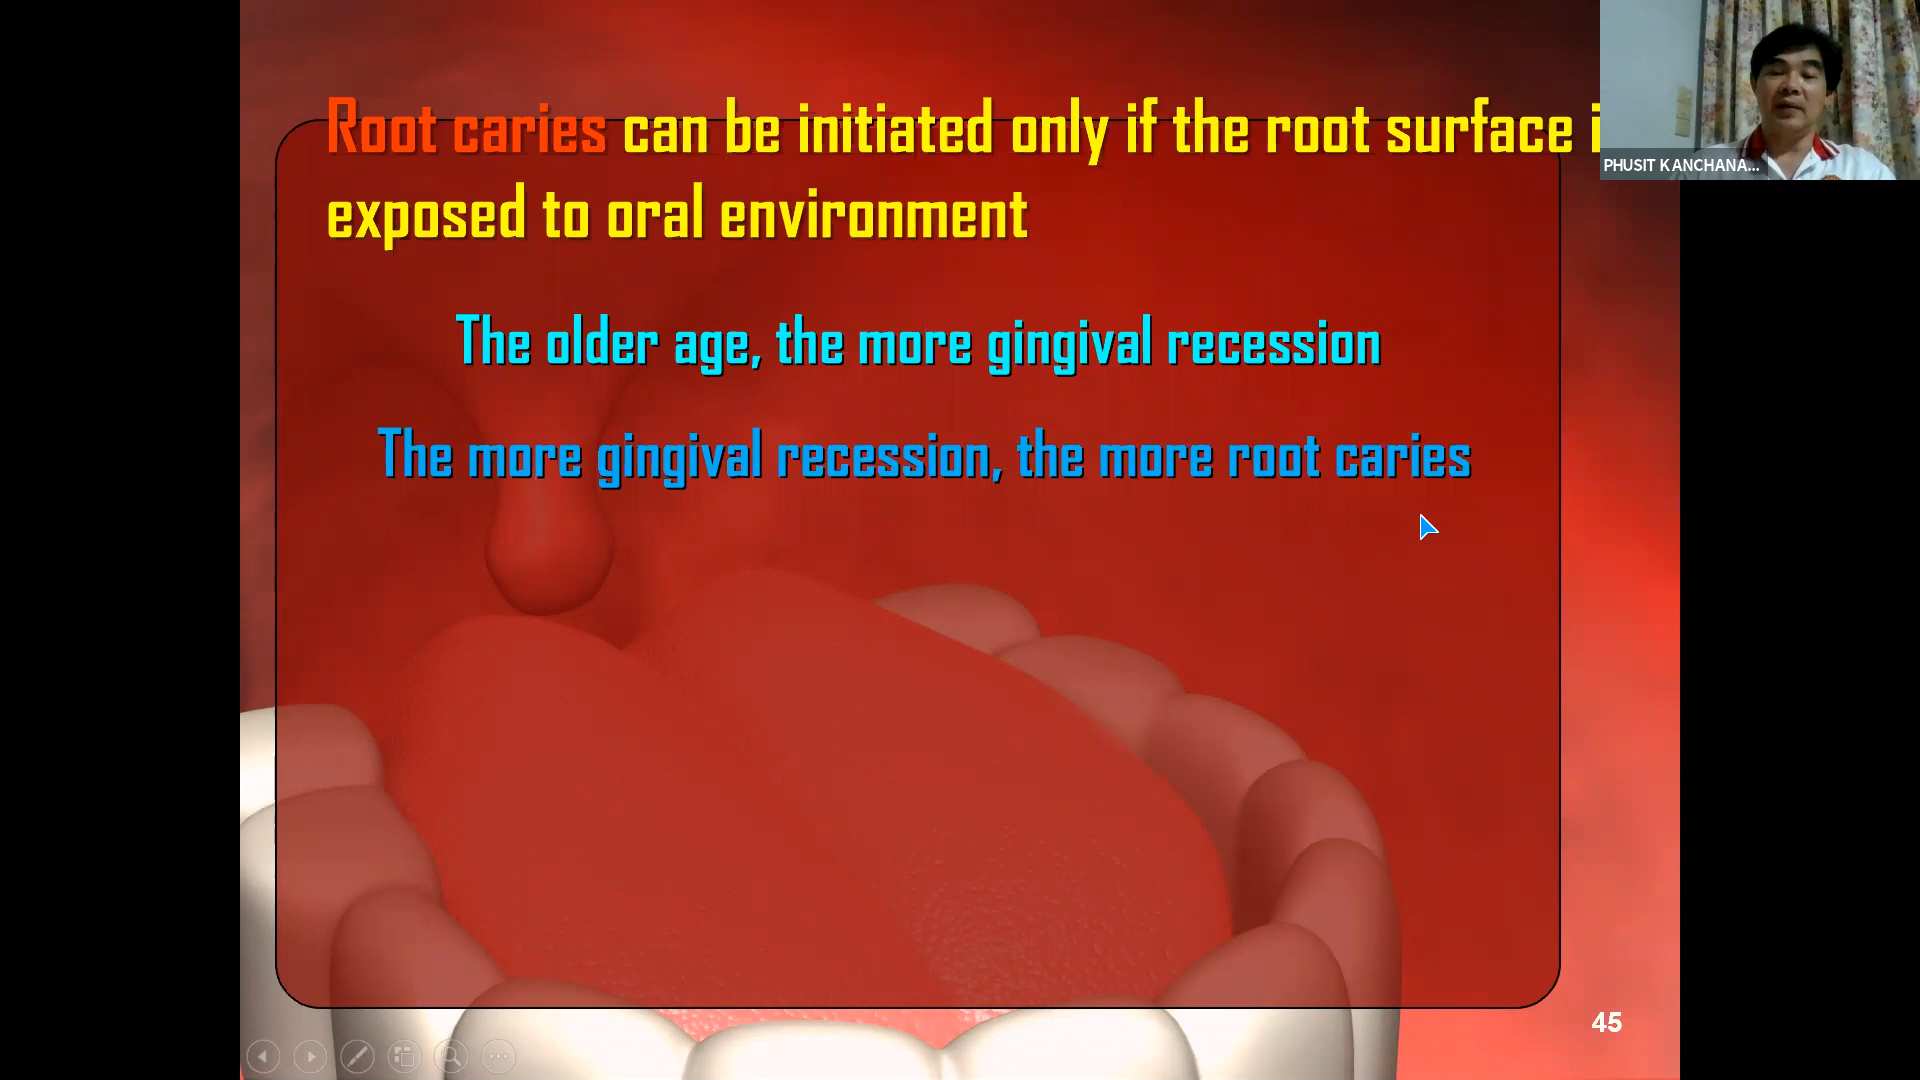 Root caries can be initiated only if the root surface
exposed to oral environment
The older age, the more gingival recession
The more gingival recession, the more root caries
PHUSIT KANCHANA...
45